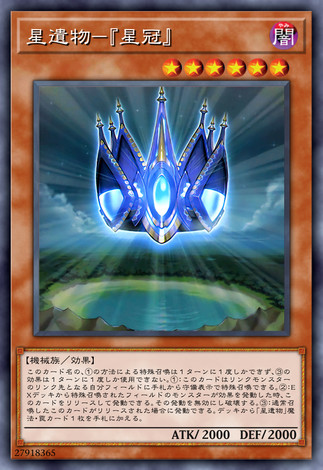 星遺物－『星冠』
やみ
闇
【機械族／効果】
このカード名の、①の方法による特殊召喚は１ターンに１度しかできず、③の
効果は１ターンに１度しか使用できない。①：このカードはリンクモンスター
のリンク先となる自分フィールドに手札から守備表示で特殊召喚できる。②：Ｅ
Ｘデッキから特殊召喚されたフィールドのモンスターが効果を発動した時、こ
のカードをリリースして発動できる。その発動を無効にし破壊する。③：通常召
喚したこのカードがリリースされた場合に発動できる。デッキから「星遺物」魔
法・罠カード１枚を手札に加える。
ATK/ 2000 DEF/ 2000
27918365